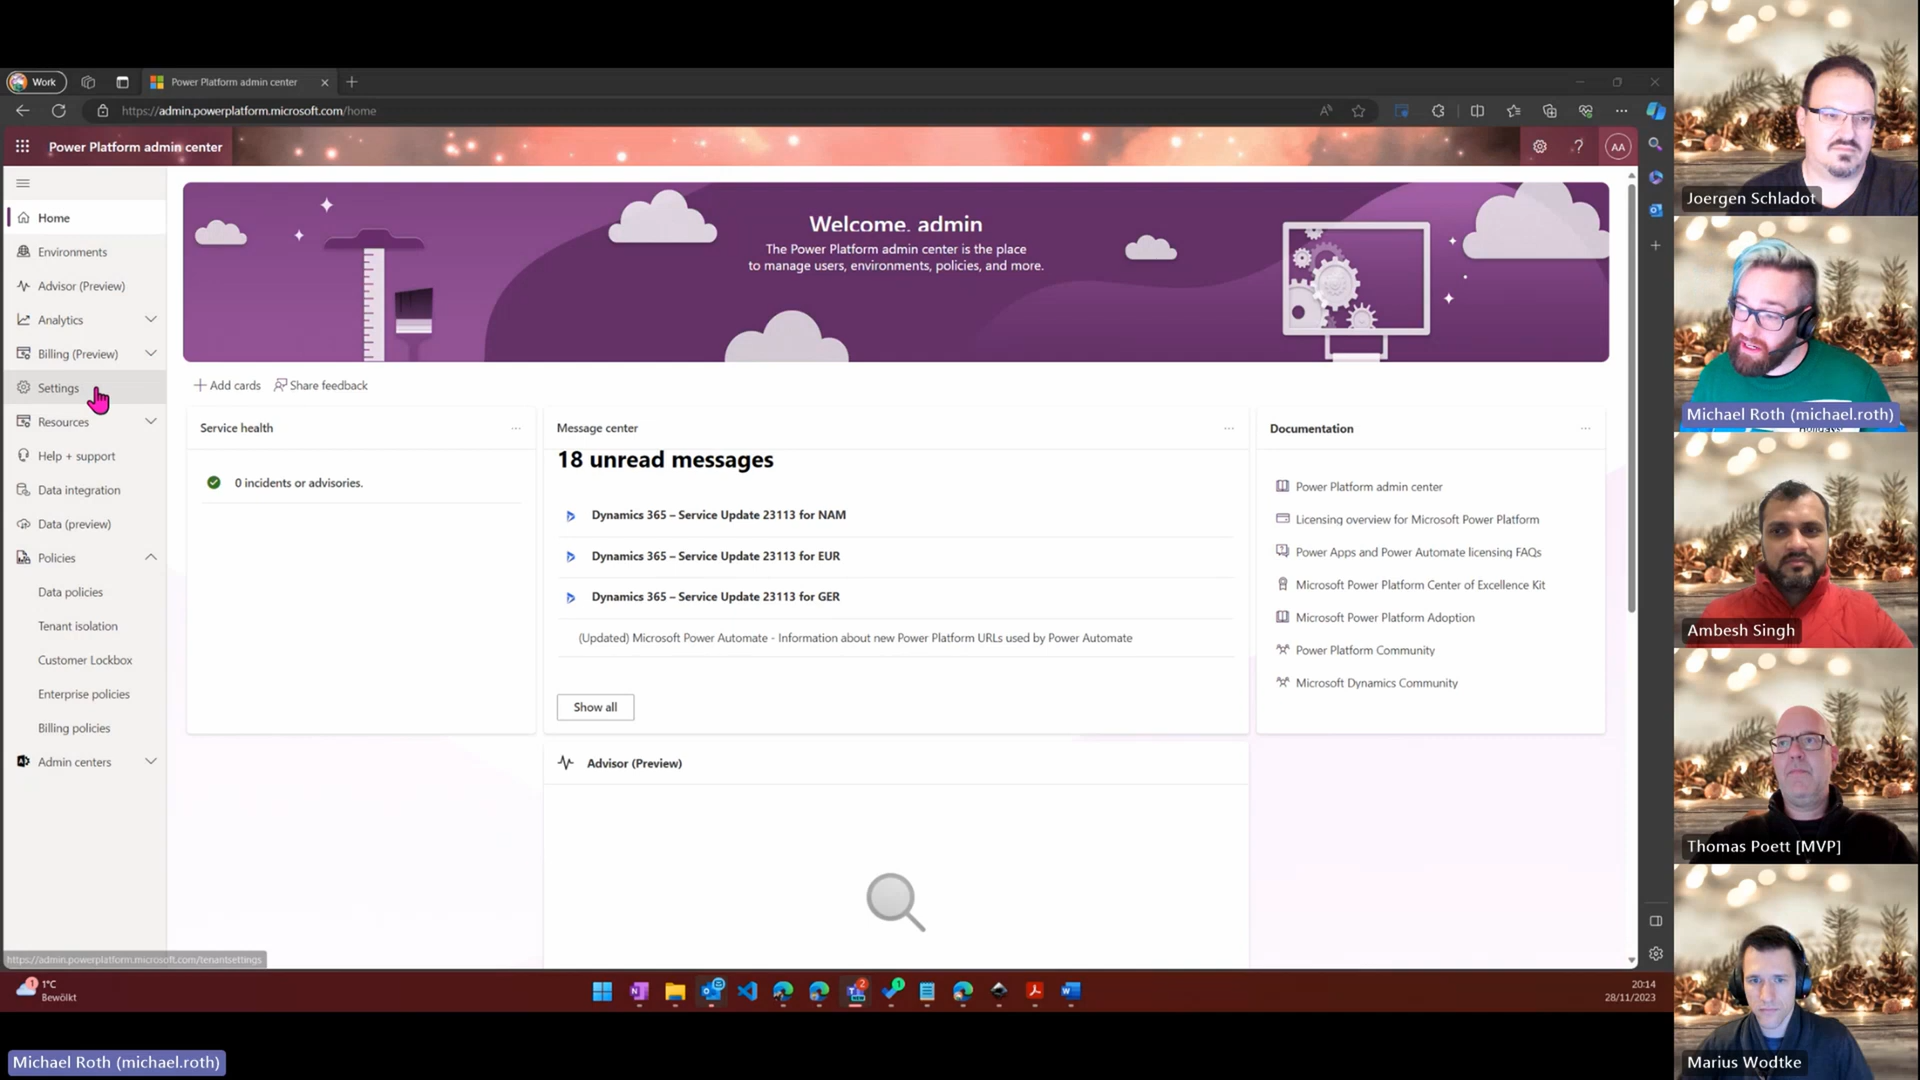 Work
Power Platform admin center
https://admin.powerplatform.microsoft.com/home
Power Platform admin center
AA
Home
Environments
Advisor (Preview)
Analytics
Billing (Preview)
Settings
Resources
Help + support
Data integration
Data (preview)
Policies
Data policies
Tenant isolation
Customer Lockbox
Enterprise policies
Billing policies
Admin centers
https://admin.powerplatform.microsoft.com/tenantsettings
Welcome, admin
The Power Platform admin center is the place
to manage users, environments, policies, and more.
Add cards
Share feedback
Service health
0 incidents or advisories.
Message center
18 unread messages
Dynamics 365 – Service Update 23113 for NAM
Dynamics 365 – Service Update 23113 for EUR
Dynamics 365 – Service Update 23113 for GER
(Updated) Microsoft Power Automate - Information about new Power Platform URLs used by Power Automate
Show all
Advisor (Preview)
Documentation
Power Platform admin center
Licensing overview for Microsoft Power Platform
Power Apps and Power Automate licensing FAQs
Microsoft Power Platform Center of Excellence Kit
Microsoft Power Platform Adoption
Power Platform Community
Microsoft Dynamics Community
1°C
Bewölkt
20:14
28/11/2023
Michael Roth (michael.roth)
Joergen Schladot
Michael Roth (michael.roth)
Ambesh Singh
Thomas Poett [MVP]
Marius Wodtke